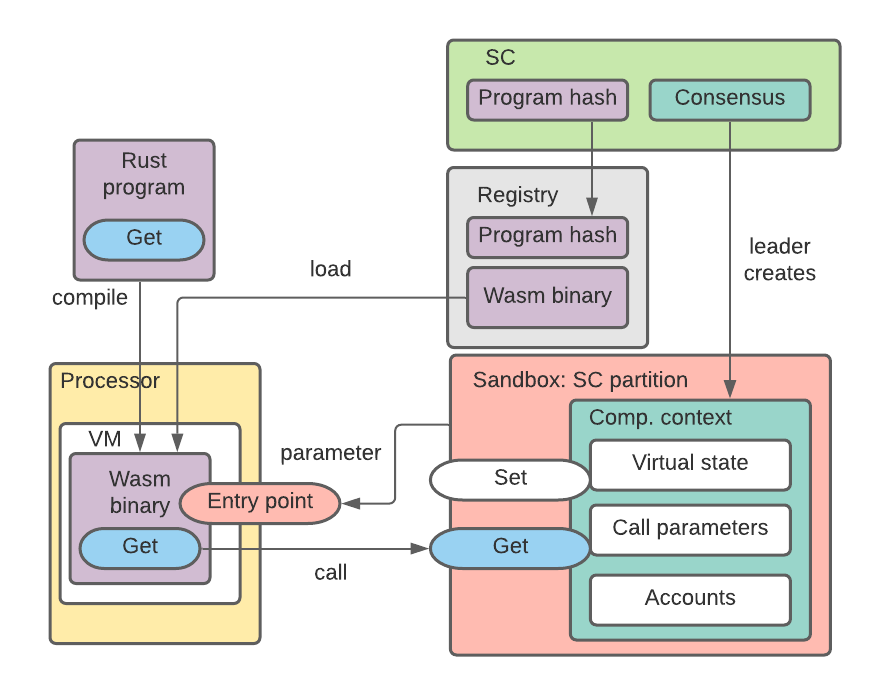 SC
Program hash
Consensus
Rust
program
Get
Registry
Program hash
Wasm binary
leader
creates
load
compile
Processor
VM
Wasm
binary
Get
Entry point
parameter
call
Sandbox: SC partition
Comp. context
Set
Get
Virtual state
Call parameters
Accounts